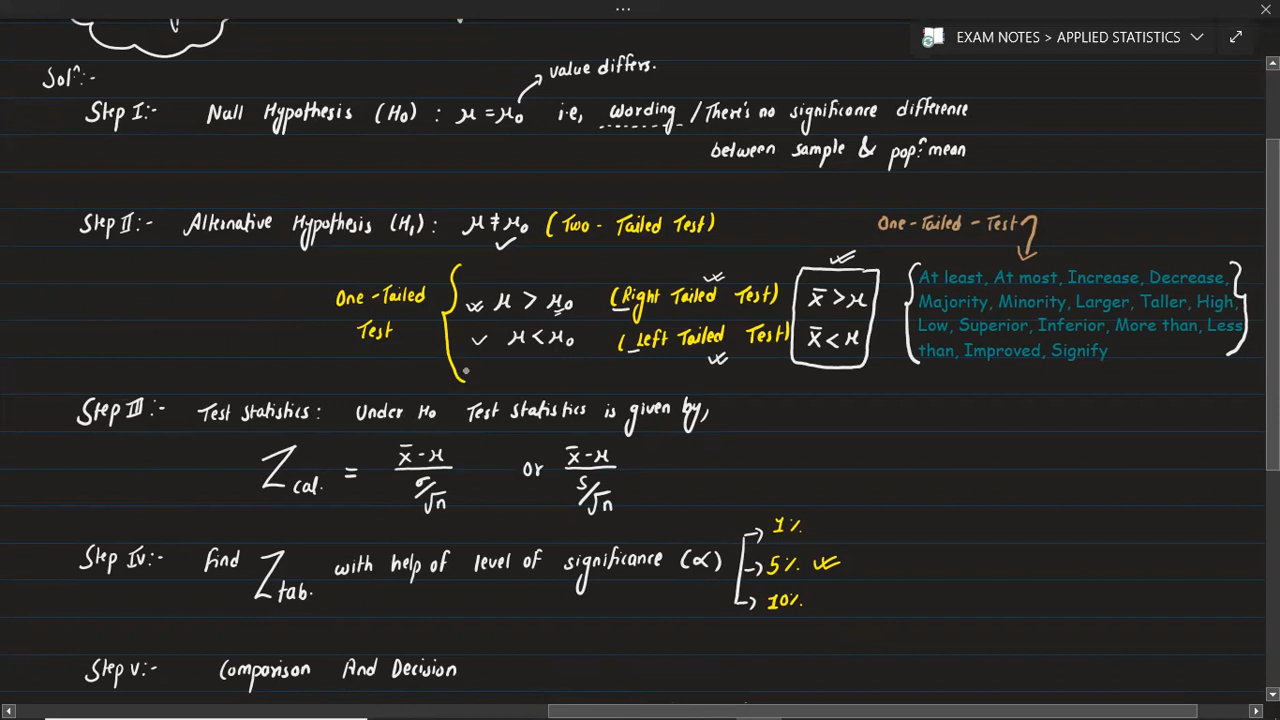 EXAM NOTES > APPLIED STATISTICS
Solⁿ:-
value differs.
Step I:- Null Hypothesis (H₀) : μ = μ₀ i.e, wording / There's no significance difference
between sample & popⁿ mean
Step II:- Alternative Hypothesis (H₁) : μ ≠ μ₀ (Two - Tailed Test)
One-Tailed-Test
One-Tailed
Test
μ > μ₀ (Right Tailed Test) x̄ > μ
μ < μ₀ (Left Tailed Test) x̄ < μ
At least, At most, Increase, Decrease,
Majority, Minority, Larger, Taller, High,
Low, Superior, Inferior, More than, Less
than, Improved, Signify
Step III:- Test statistics: Under H₀ Test statistics is given by,
Z cal. = x̄-μ / σ/√n or x̄-μ / s/√n
Step IV:- find Z tab. with help of level of significance (α)
1%.
5%.
10%.
Step V:- Comparison And Decision